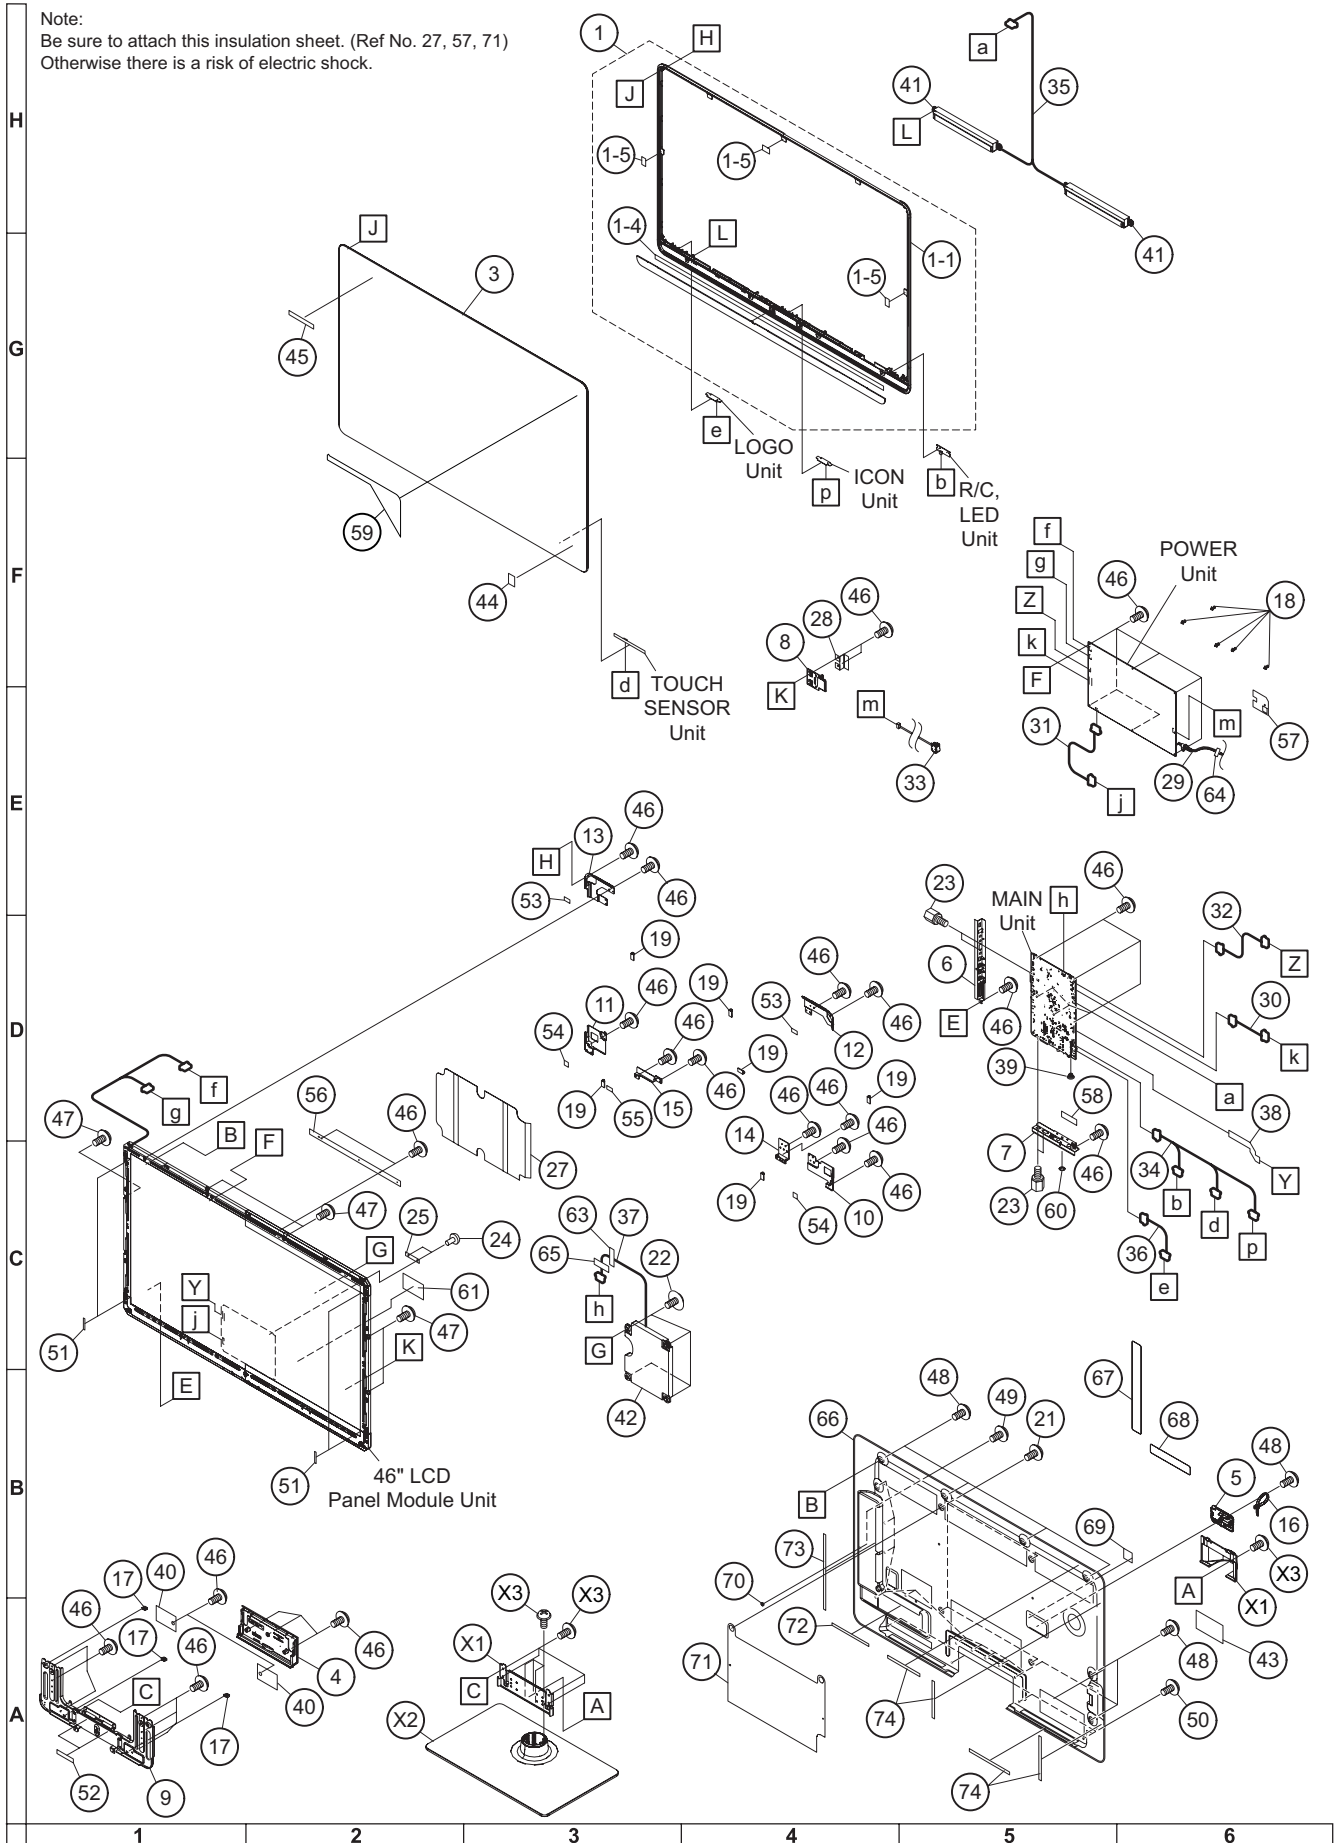 Note:
Be sure to attach this insulation sheet. (Ref No. 27, 57, 71)
Otherwise there is a risk of electric shock.
1
H
J
a
41
35
L
H
1-5
1-5
J
1-4
L
1-1
41
3
1-5
45
G
e
LOGO
Unit
p
ICON
Unit
b
R/C,
LED
Unit
59
f
POWER
Unit
g
46
18
F
44
46
28
Z
8
k
K
F
d
TOUCH
SENSOR
Unit
m
m
57
31
33
29
64
j
E
46
13
H
46
53
23
MAIN
Unit
h
46
32
19
46
6
Z
46
11
19
53
46
46
E
46
30
D
54
12
k
19
39
f
46
a
g
56
46
19
55
15
46
46
19
58
38
47
B
F
14
46
7
34
Y
27
47
25
24
46
46
b
19
10
23
60
d
63
37
54
p
C
G
65
22
36
Y
61
h
e
j
47
G
51
K
E
42
67
48
49
21
66
68
48
51
46" LCD
Panel Module Unit
B
B
5
16
69
73
40
46
X3
17
X3
70
A
X3
46
17
46
X1
72
X1
4
46
71
48
43
C
40
C
A
A
X2
17
74
50
52
9
74
1
2
3
4
5
6